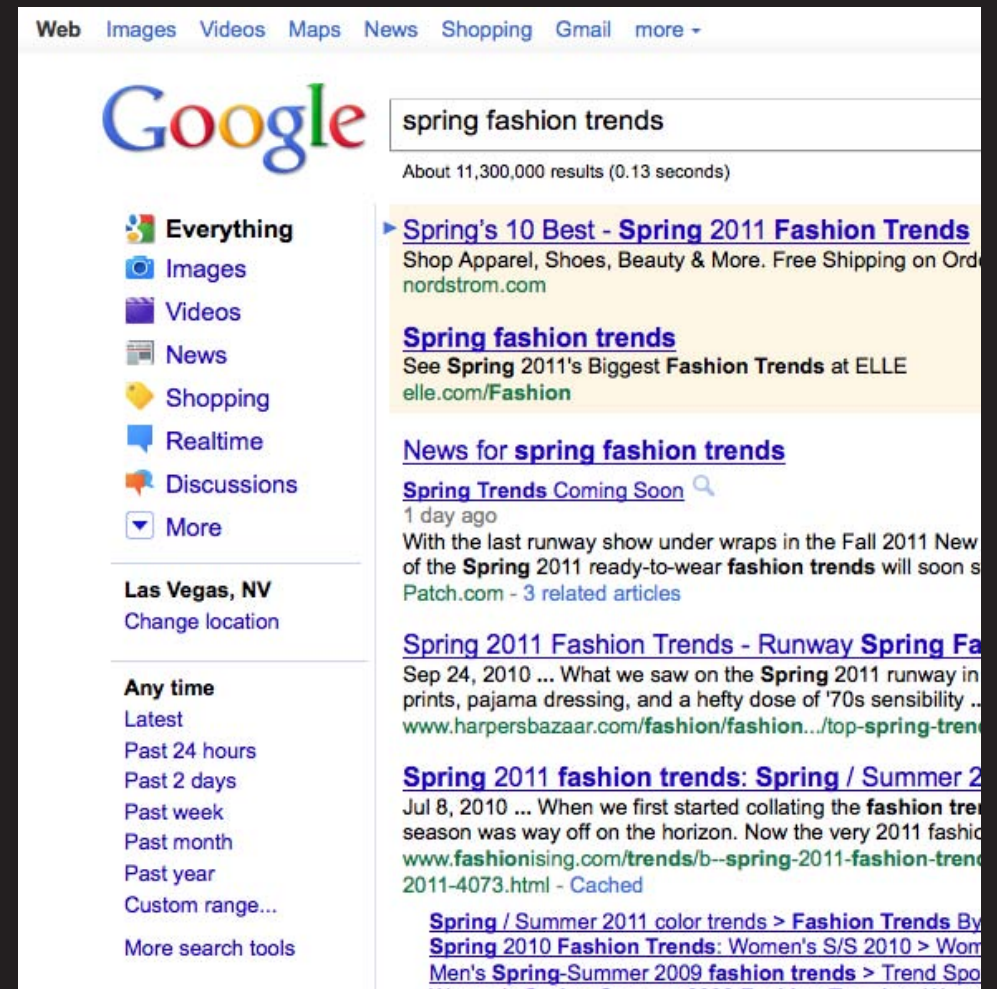 Web Images Videos Maps News Shopping Gmail more
Google
spring fashion trends
About 11,300,000 results (0.13 seconds)
Everything
Images
Videos
News
Shopping
Realtime
Discussions
More
Las Vegas, NV
Change location
Any time
Latest
Past 24 hours
Past 2 days
Past week
Past month
Past year
Custom range...
More search tools
Spring's 10 Best - Spring 2011 Fashion Trends
Shop Apparel, Shoes, Beauty & More. Free Shipping on
nordstrom.com
Spring fashion trends
See Spring 2011's Biggest Fashion Trends at ELLE
elle.com/Fashion
News for spring fashion trends
Spring Trends Coming Soon
1 day ago
With the last runway show under wraps in the Fall 2011 New
of the Spring 2011 ready-to-wear fashion trends will soon
Patch.com - 3 related articles
Spring 2011 Fashion Trends - Runway Spring
Sep 24, 2010 ... What we saw on the Spring 2011 runway in
prints, pajama dressing, and a hefty dose of '70s sensibility ..
www.harpersbazaar.com/fashion/fashion.../top-spring-tren
Spring 2011 fashion trends: Spring / Summer 2
Jul 8, 2010 ... When we first started collating the fashion
season was way off on the horizon. Now the very 2011
www.fashionising.com/trends/b--spring-2011-fashion-tren
2011-4073.html - Cached
Spring / Summer 2011 color trends > Fashion Trends By
Spring 2010 Fashion Trends: Women's S/S 2010 > Wom
Men's Spring-Summer 2009 fashion trends > Trend Spo